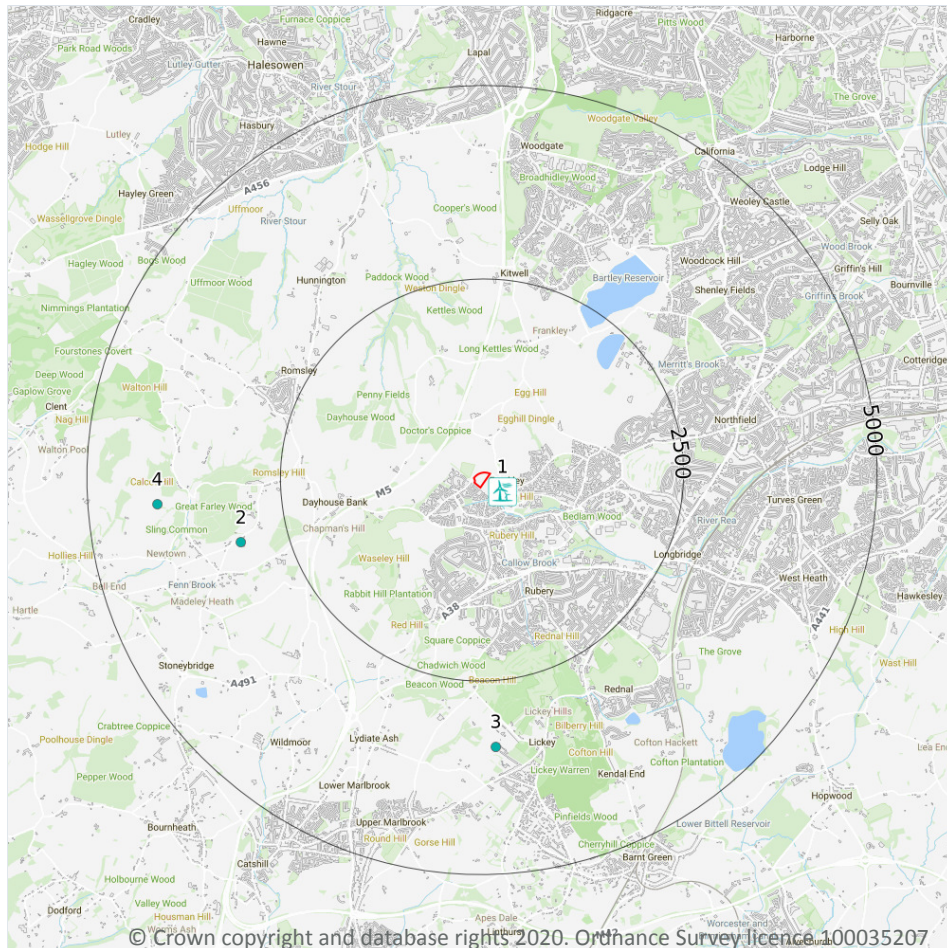 Cradley
Furnace Coppice
Ridgacre
Pitts Wood
Harborne
Hawne
Park Road Woods
Lutley Gutter
Halesowen
Lapal
River Stour
The Grove
Woodgate Valley
Hasbury
Lutley
Hodge Hill
Woodgate
California
Lodge Hill
Broadhidley Wood
Hayley Green
A456
Uffmoor
Weoley Castle
Cooper's Wood
Wassellgrove Dingle
River Stour
Selly Oak
Wood Brook
Hagley Wood
Bogs Wood
Woodcock Hill
Griffin's Hill
Kitwell
Bartley Reservoir
Uffmoor Wood
Hunnington
Paddock Wood
Weston Dingle
Shenley Fields
Bournville
Griffin's Brook
Nimmings Plantation
Kettles Wood
Frankley
Fourstones Covert
Long Kettles Wood
Merritt's Brook
Cotteridge
Deep Wood
Romsley
Gaplow Grove
Walton Hill
Penny Fields
Egg Hill
Clent
Nag Hill
Dayhouse Wood
Egghill Dingle
Northfield
5000
Doctor's Coppice
2500
Walton Pool
Romsley Hill
1
4
Calcot Hill
M5
Dayhouse Bank
Great Farley Wood
Turves Green
2
Bedlam Wood
River Rea
Sling Common
Chapman's Hill
Rubery Hill
Hollies Hill
Newtown
Waseley Hill
Callow Brook
Longbridge
Fenn Brook
Bell End
West Heath
Rubery
Rabbit Hill Plantation
Hawkesley
Hartle
Madeley Heath
A38
A441
Red Hill
High Hill
Square Coppice
Rednal Hill
The Grove
Stoneybridge
Chadwich Wood
Wast Hill
Beacon Hill
A491
Beacon Wood
Rednal
Lickey Hills
3
Bilberry Hill
Crabtree Coppice
Poolhouse Dingle
Wildmoor
Lydiate Ash
Lickey
Cofton Hill
Cofton Hackett
Lea End
Cofton Plantation
Pepper Wood
Lickey Warren
Kendal End
Lower Marlbrook
Hopwood
Pinfields Wood
Bournheath
Upper Marlbrook
Lower Bittell Reservoir
Round Hill
Gorse Hill
Cherryhill Coppice
Catshill
Barnt Green
Holbourne Wood
Valley Wood
Dodford
Housman Hill
Apes Dale
Worcester and
© Crown copyright and database rights 2020. Ordnance Survey licence 100035207